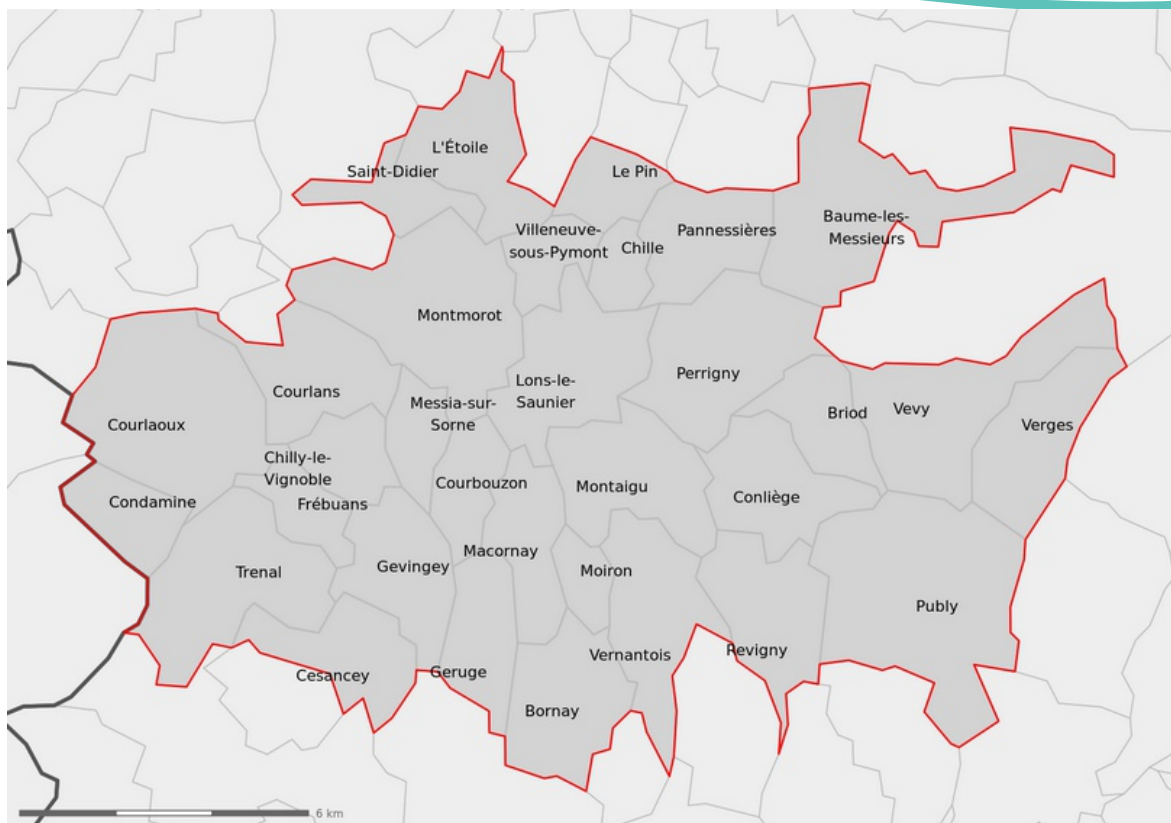 L'Étoile
Saint-Didier
Le Pin
Villeneuve-
sous-Pymont
Chille
Pannessières
Baume-les-
Messieurs
Montmorot
Courlans
Messia-sur-
Sorne
Lons-le-
Saunier
Perrigny
Briod
Vevy
Verges
Courlaoux
Chilly-le-
Vignoble
Condamine
Frébuans
Courbouzon
Montaigu
Conliège
Trenal
Gevingey
Macornay
Moiron
Publy
Cesancey
Geruge
Vernantois
Revigny
Bornay
6 km